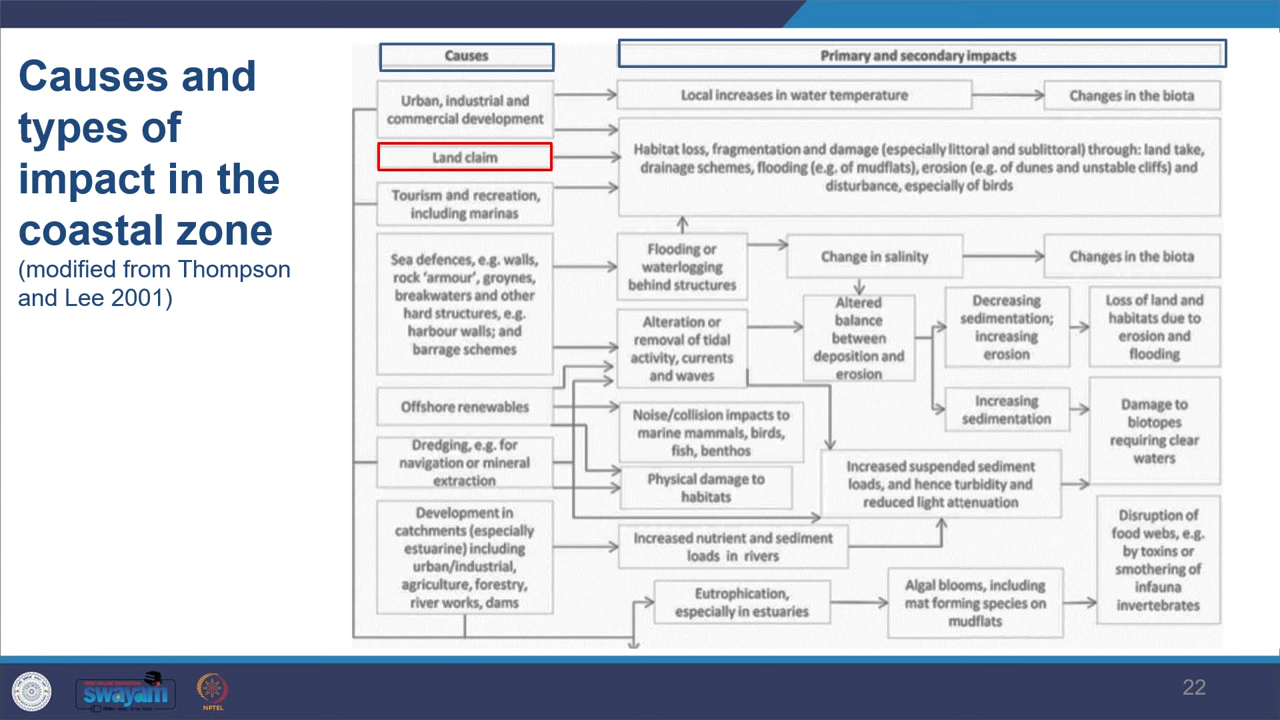 Causes and
types of
impact in the
coastal zone
(modified from Thompson
and Lee 2001)
Causes
Primary and secondary impacts
Urban, industrial and
commercial development
Local increases in water temperature
Changes in the biota
Land claim
Habitat loss, fragmentation and damage (especially littoral and sublittoral) through: land take,
drainage schemes, flooding (e.g. of mudflats), erosion (e.g. of dunes and unstable cliffs) and
disturbance, especially of birds
Tourism and recreation,
including marinas
Sea defences, e.g. walls,
rock ‘armour’, groynes,
breakwaters and other
hard structures, e.g.
harbour walls; and
barrage schemes
Flooding or
waterlogging
behind structures
Change in salinity
Changes in the biota
Alteration or
removal of tidal
activity, currents
and waves
Altered
balance
between
deposition and
erosion
Decreasing
sedimentation;
increasing
erosion
Loss of land and
habitats due to
erosion and
flooding
Increasing
sedimentation
Damage to
biotopes
requiring clear
waters
Offshore renewables
Noise/collision impacts to
marine mammals, birds,
fish, benthos
Dredging, e.g. for
navigation or mineral
extraction
Physical damage to
habitats
Increased suspended sediment
loads, and hence turbidity and
reduced light attenuation
Development in
catchments (especially
estuarine) including
urban/industrial,
agriculture, forestry,
river works, dams
Increased nutrient and sediment
loads in rivers
Disruption of
food webs, e.g.
by toxins or
smothering of
infauna
invertebrates
Eutrophication,
especially in estuaries
Algal blooms, including
mat forming species on
mudflats
swayam
NPTEL
22